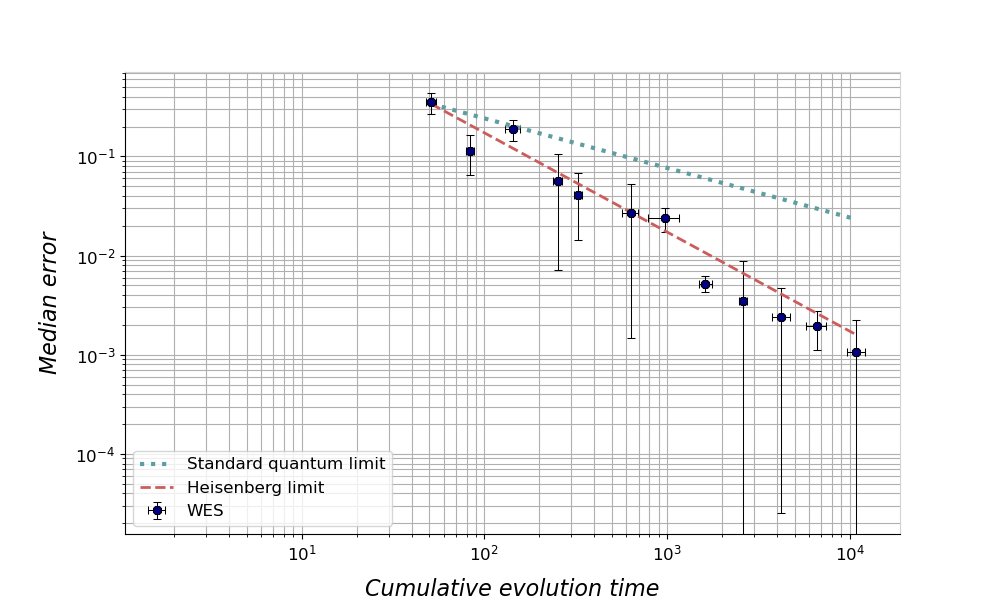 Median error
10⁻¹
10⁻²
10⁻³
10⁻⁴
Standard quantum limit
Heisenberg limit
WES
10¹
10²
10³
10⁴
Cumulative evolution time